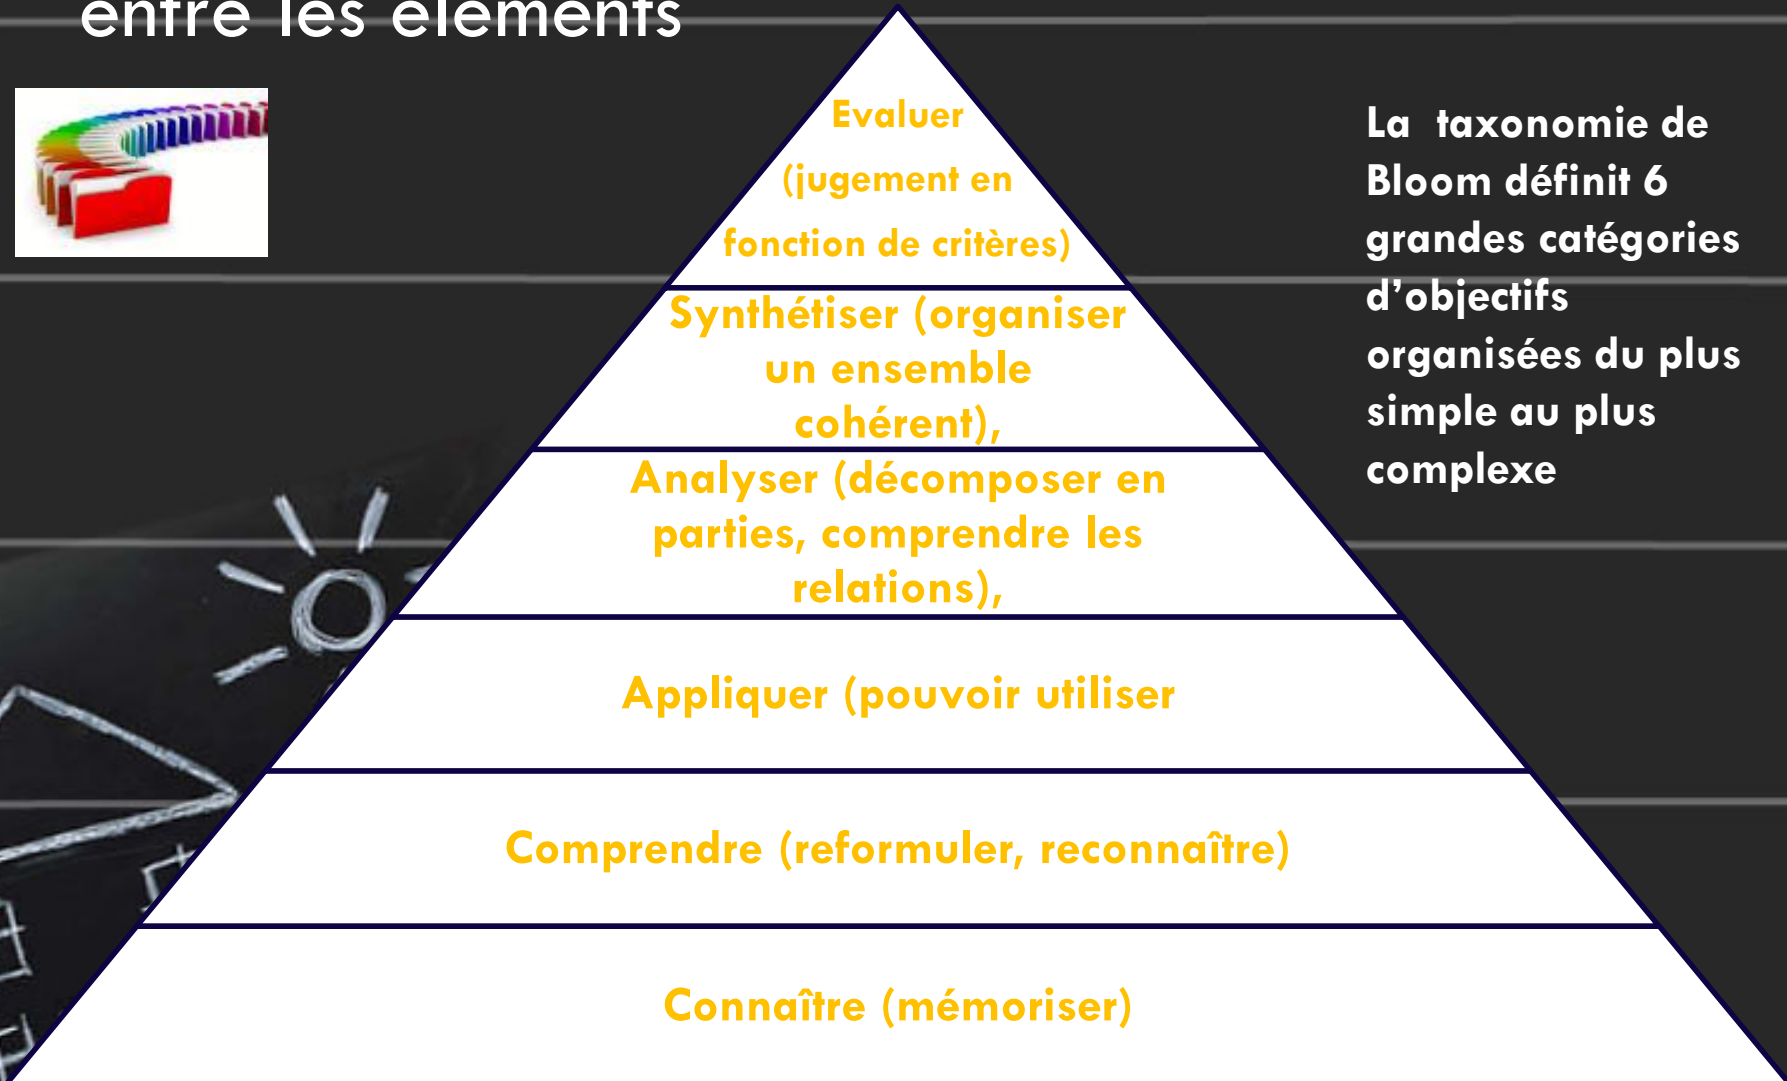 entre les éléments
Evaluer
(jugement en
fonction de critères)
Synthétiser (organiser
un ensemble
cohérent),
Analyser (décomposer en
parties, comprendre les
relations),
Appliquer (pouvoir utiliser
Comprendre (reformuler, reconnaître)
Connaître (mémoriser)
La taxonomie de
Bloom définit 6
grandes catégories
d’objectifs
organisées du plus
simple au plus
complexe